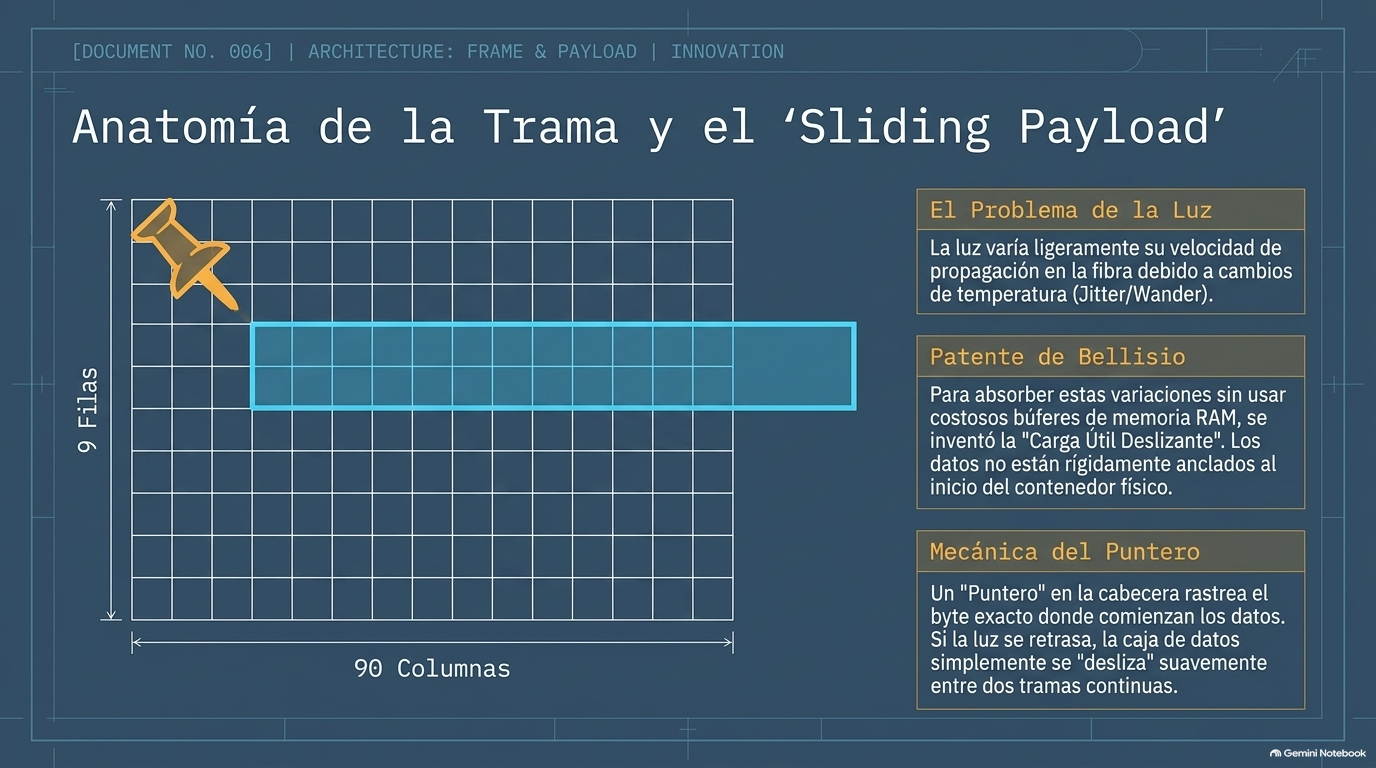 [DOCUMENT NO. 006] | ARCHITECTURE: FRAME & PAYLOAD | INNOVATION
Anatomía de la Trama y el ‘Sliding Payload’
9 Filas
90 Columnas
El Problema de la Luz
La luz varía ligeramente su velocidad de
propagación en la fibra debido a cambios
de temperatura (Jitter/Wander).
Patente de Bellisio
Para absorber estas variaciones sin usar
costosos búferes de memoria RAM, se
inventó la "Carga Útil Deslizante". Los
datos no están rígidamente anclados al
inicio del contenedor físico.
Mecánica del Puntero
Un "Puntero" en la cabecera rastrea el
byte exacto donde comienzan los datos.
Si la luz se retrasa, la caja de datos
simplemente se "desliza" suavemente
entre dos tramas continuas.
Gemini Notebook